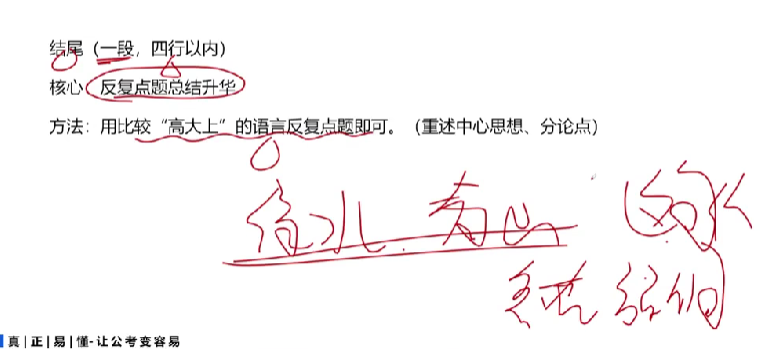 结尾（一段，四行以内）
核心 反复点题总结升华
方法：用比较“高大上”的语言反复点题即可。（重述中心思想、分论点）
青山
真|正|易|懂-让公考变容易